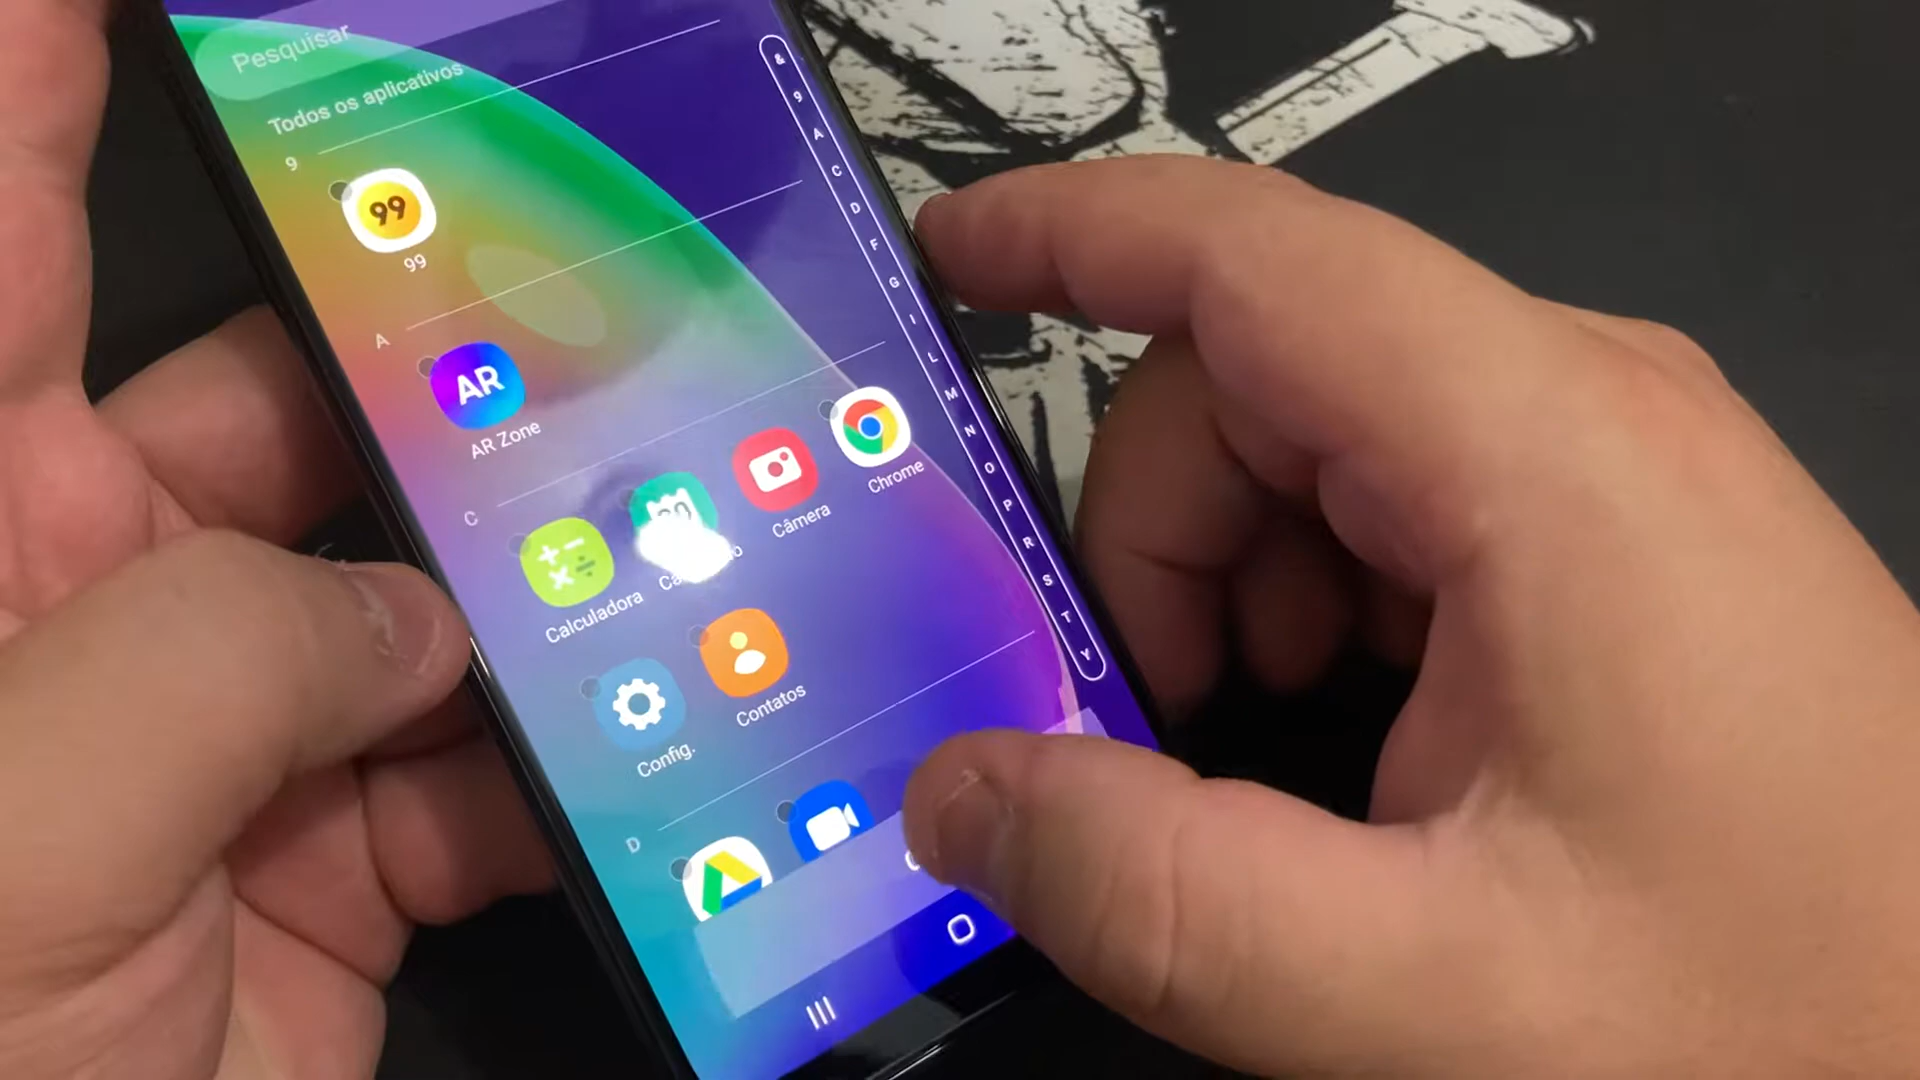 Pesquisar
Todos os aplicativos
9
99
99
A
AR
AR Zone
C
Calculadora
Câmera
Chrome
Config.
Contatos
D
&
9
A
C
D
F
G
I
L
M
N
O
P
R
S
T
Y